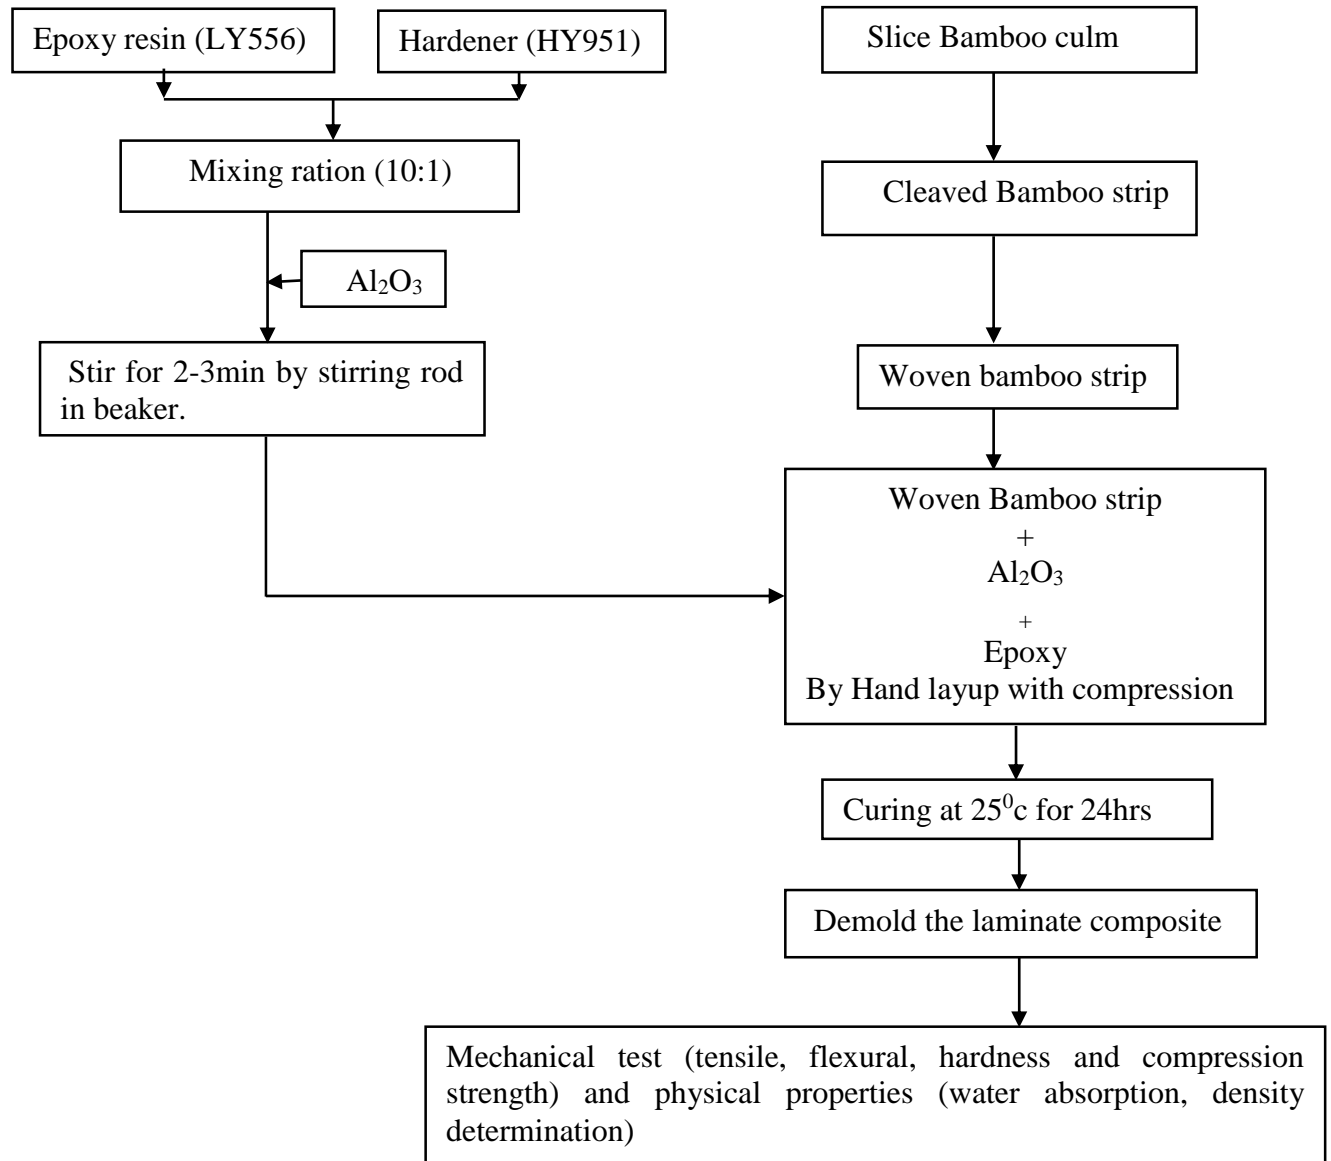 Epoxy resin (LY556)
Hardener (HY951)
Slice Bamboo culm
Mixing ration (10:1)
Cleaved Bamboo strip
Al₂O₃
Stir for 2-3min by stirring rod
in beaker.
Woven bamboo strip
Woven Bamboo strip
+
Al₂O₃
+
Epoxy
By Hand layup with compression
Curing at 25⁰c for 24hrs
Demold the laminate composite
Mechanical test (tensile, flexural, hardness and compression
strength) and physical properties (water absorption, density
determination)